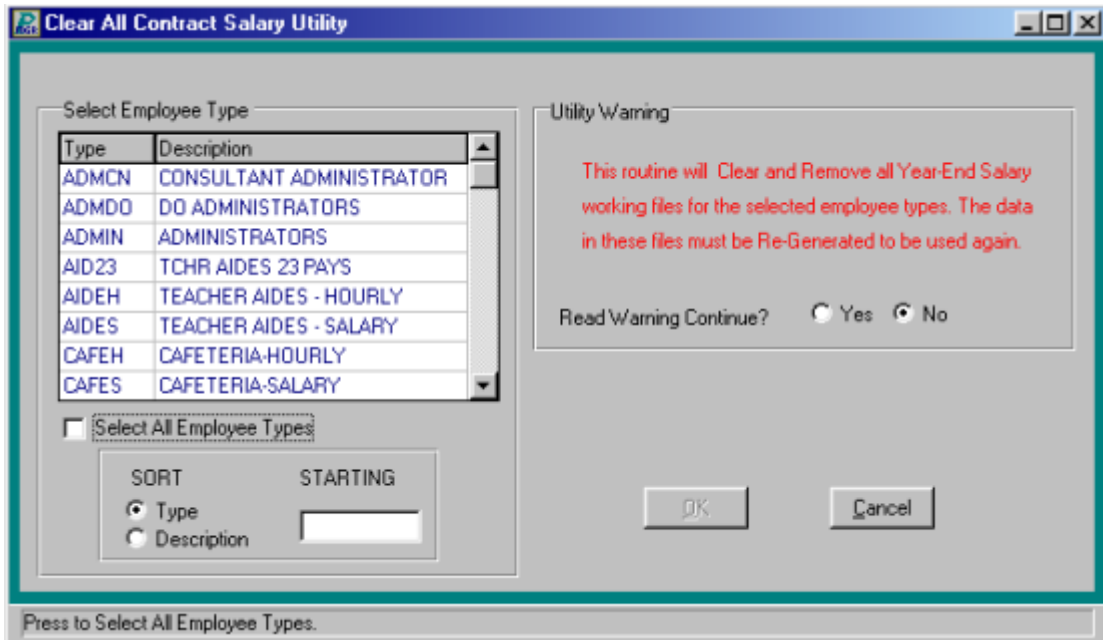 Clear All Contract Salary Utility
Select Employee Type
Type Description
ADMCN CONSULTANT ADMINISTRATOR
ADMDO DO ADMINISTRATORS
ADMIN ADMINISTRATORS
AID23 TCHR AIDES 23 PAYS
AIDEH TEACHER AIDES - HOURLY
AIDES TEACHER AIDES - SALARY
CAFEH CAFETERIA-HOURLY
CAFES CAFETERIA-SALARY
Select All Employee Types
SORT STARTING
Type
Description
Utility Warning
This routine will Clear and Remove all Year-End Salary
working files for the selected employee types. The data
in these files must be Re-Generated to be used again.
Read Warning Continue? Yes No
OK Cancel
Press to Select All Employee Types.